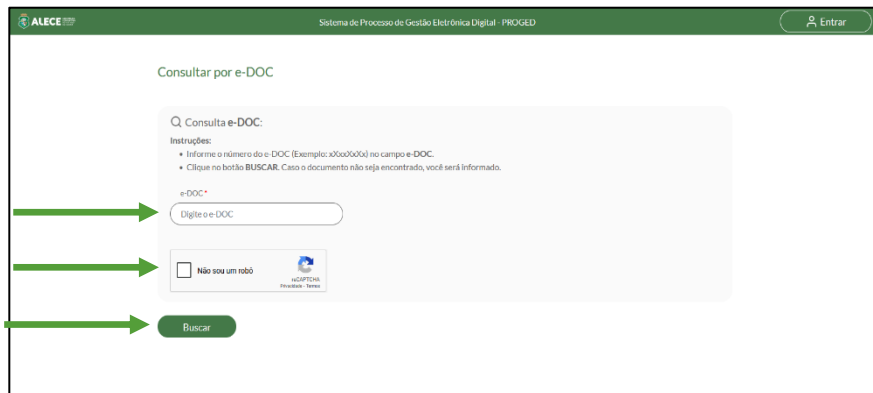 ALECE
Sistema de Processo de Gestão Eletrônica Digital - PROGED
Entrar
Consultar por e-DOC
Consulta e-DOC:
Instruções:
• Informe o número do e-DOC (Exemplo: xXxxXxXx) no campo e-DOC.
• Clique no botão BUSCAR. Caso o documento não seja encontrado, você será informado.
e-DOC*
Digite o e-DOC
Não sou um robô
reCAPTCHA
Privacidade - Termos
Buscar